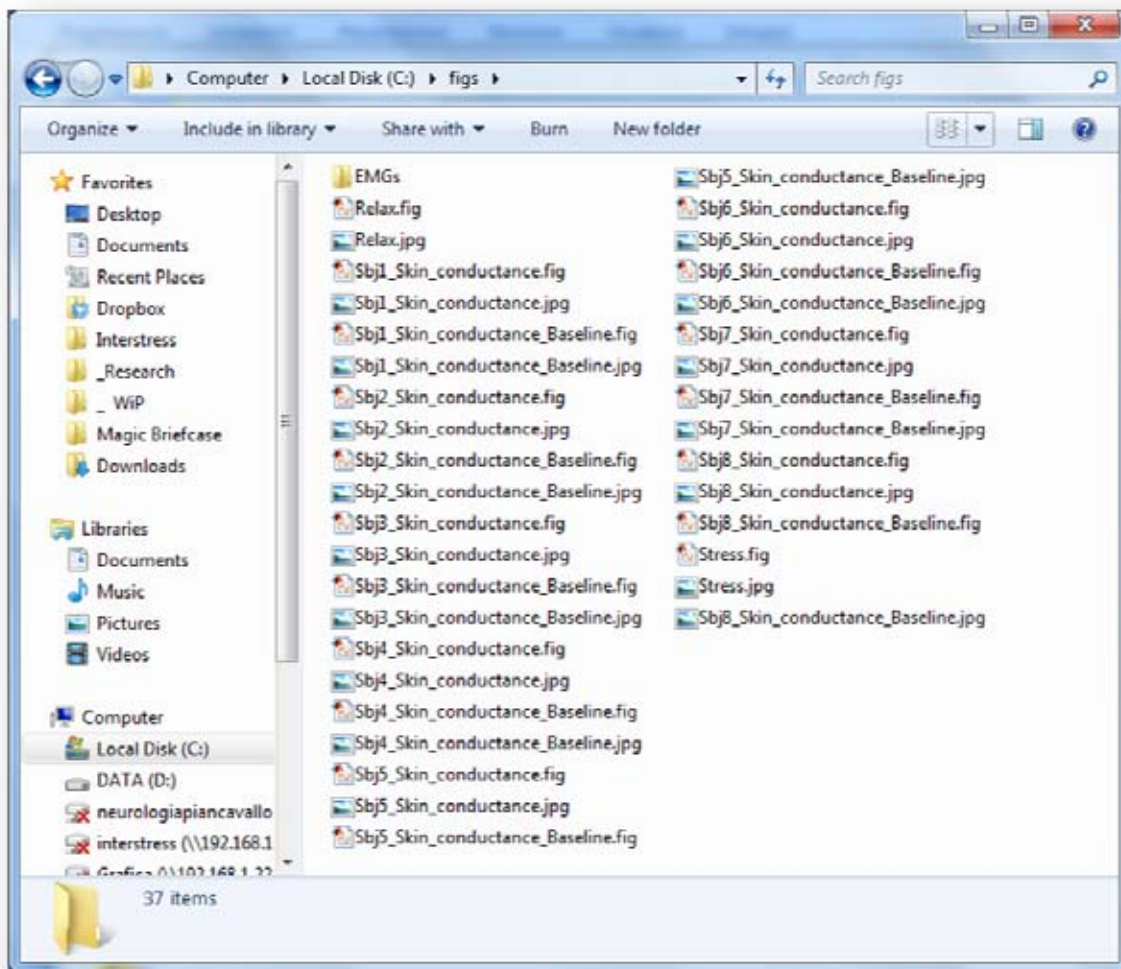 Computer ▸ Local Disk (C:) ▸ figs ▸
Search figs
Organize Include in library Share with Burn New folder
Favorites
Desktop
Documents
Recent Places
Dropbox
Interstress
_Research
_ WiP
Magic Briefcase
Downloads
Libraries
Documents
Music
Pictures
Videos
Computer
Local Disk (C:)
DATA (D:)
neurologiapiancavallo
interstress (\\192.168.1
Grafica (\\192.168.1.22
EMGs
Relax.fig
Relax.jpg
Sbj1_Skin_conductance.fig
Sbj1_Skin_conductance.jpg
Sbj1_Skin_conductance_Baseline.fig
Sbj1_Skin_conductance_Baseline.jpg
Sbj2_Skin_conductance.fig
Sbj2_Skin_conductance.jpg
Sbj2_Skin_conductance_Baseline.fig
Sbj2_Skin_conductance_Baseline.jpg
Sbj3_Skin_conductance.fig
Sbj3_Skin_conductance.jpg
Sbj3_Skin_conductance_Baseline.fig
Sbj3_Skin_conductance_Baseline.jpg
Sbj4_Skin_conductance.fig
Sbj4_Skin_conductance.jpg
Sbj4_Skin_conductance_Baseline.fig
Sbj4_Skin_conductance_Baseline.jpg
Sbj5_Skin_conductance.fig
Sbj5_Skin_conductance.jpg
Sbj5_Skin_conductance_Baseline.fig
Sbj5_Skin_conductance_Baseline.jpg
Sbj6_Skin_conductance.fig
Sbj6_Skin_conductance.jpg
Sbj6_Skin_conductance_Baseline.fig
Sbj6_Skin_conductance_Baseline.jpg
Sbj7_Skin_conductance.fig
Sbj7_Skin_conductance.jpg
Sbj7_Skin_conductance_Baseline.fig
Sbj7_Skin_conductance_Baseline.jpg
Sbj8_Skin_conductance.fig
Sbj8_Skin_conductance.jpg
Sbj8_Skin_conductance_Baseline.fig
Stress.fig
Stress.jpg
Sbj8_Skin_conductance_Baseline.jpg
37 items